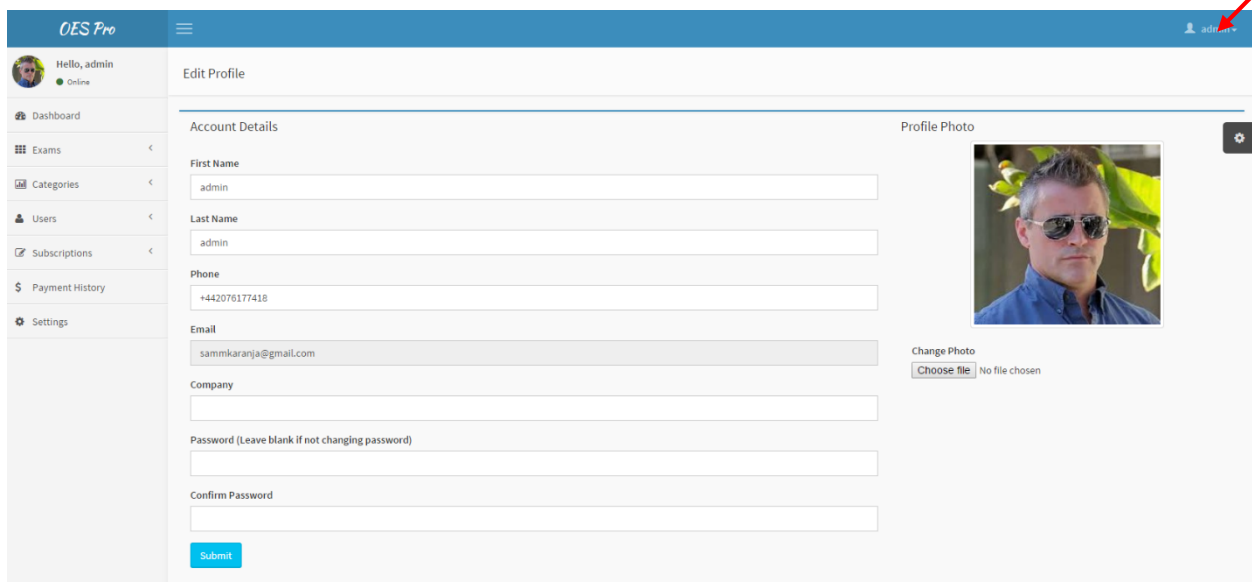 OES Pro
admin
Hello, admin
Online
Dashboard
Exams
Categories
Users
Subscriptions
Payment History
Settings
Edit Profile
Account Details
First Name
admin
Last Name
admin
Phone
+442076177418
Email
sammkaranja@gmail.com
Company
Password (Leave blank if not changing password)
Confirm Password
Submit
Profile Photo
Change Photo
Choose file No file chosen